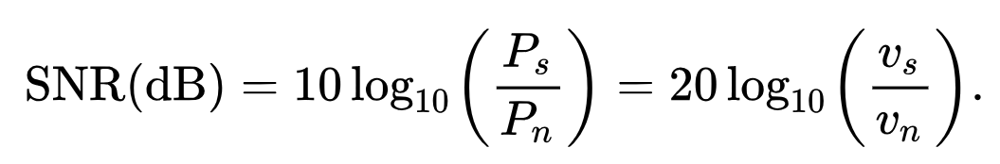 SNR(dB) = 10 log₁₀(Pₛ/Pₙ) = 20 log₁₀(vₛ/vₙ).